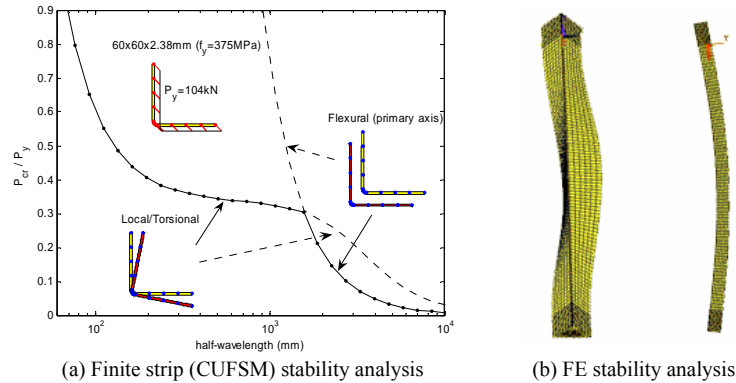 0.9
0.8
0.7
0.6
0.5
0.4
0.3
0.2
0.1
0
P_cr / P_y
60x60x2.38mm (f_y=375MPa)
P_y=104kN
Flexural (primary axis)
Local/Torsional
10^2
10^3
10^4
half-wavelength (mm)
Y
(a) Finite strip (CUFSM) stability analysis
(b) FE stability analysis